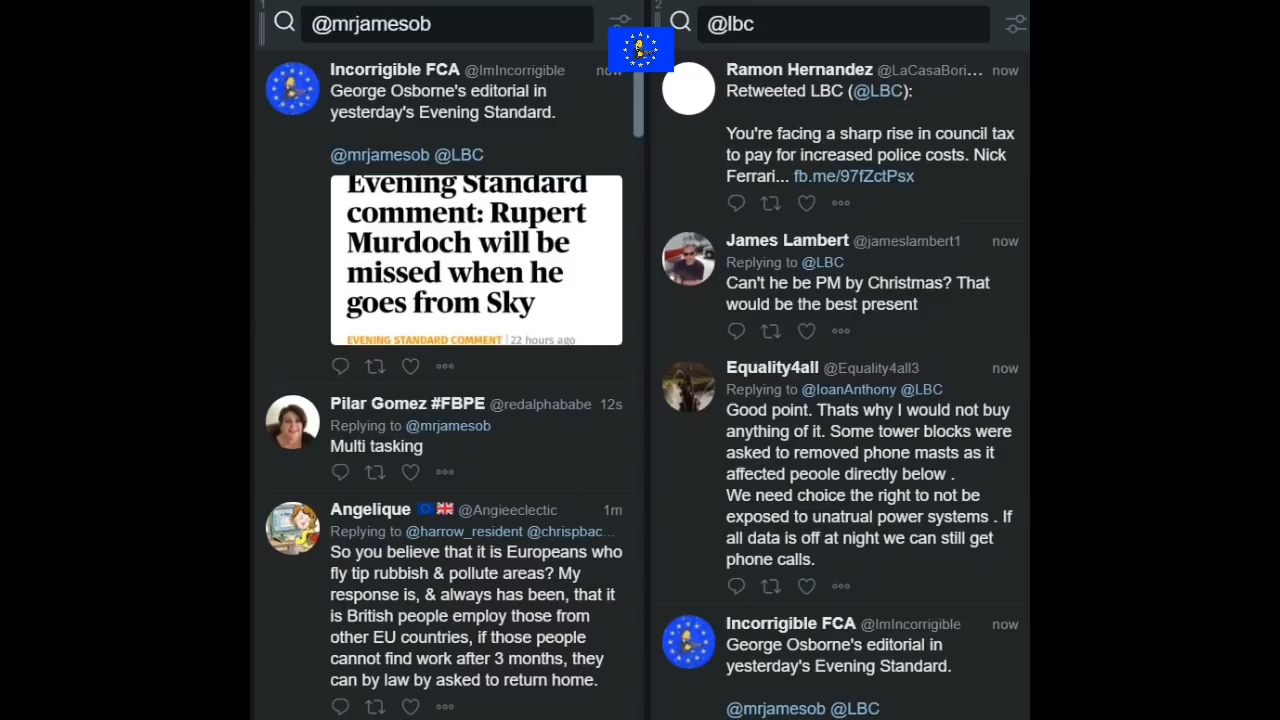 1
@mrjamesob
Incorrigible FCA @ImIncorrigible now
George Osborne's editorial in
yesterday's Evening Standard.
@mrjamesob @LBC
Evening Standard
comment: Rupert
Murdoch will be
missed when he
goes from Sky
EVENING STANDARD COMMENT | 22 hours ago
Pilar Gomez #FBPE @redalphababe 12s
Replying to @mrjamesob
Multi tasking
Angelique @Angieeclectic 1m
Replying to @harrow_resident @chrispbac...
So you believe that it is Europeans who
fly tip rubbish & pollute areas? My
response is, & always has been, that it
is British people employ those from
other EU countries, if those people
cannot find work after 3 months, they
can by law by asked to return home.
2
@lbc
Ramon Hernandez @LaCasaBori... now
Retweeted LBC (@LBC):
You're facing a sharp rise in council tax
to pay for increased police costs. Nick
Ferrari... fb.me/97fZctPsx
James Lambert @jameslambert1 now
Replying to @LBC
Can't he be PM by Christmas? That
would be the best present
Equality4all @Equality4all3 now
Replying to @IoanAnthony @LBC
Good point. Thats why I would not buy
anything of it. Some tower blocks were
asked to removed phone masts as it
affected peoole directly below .
We need choice the right to not be
exposed to unatrual power systems . If
all data is off at night we can still get
phone calls.
Incorrigible FCA @ImIncorrigible now
George Osborne's editorial in
yesterday's Evening Standard.
@mrjamesob @LBC